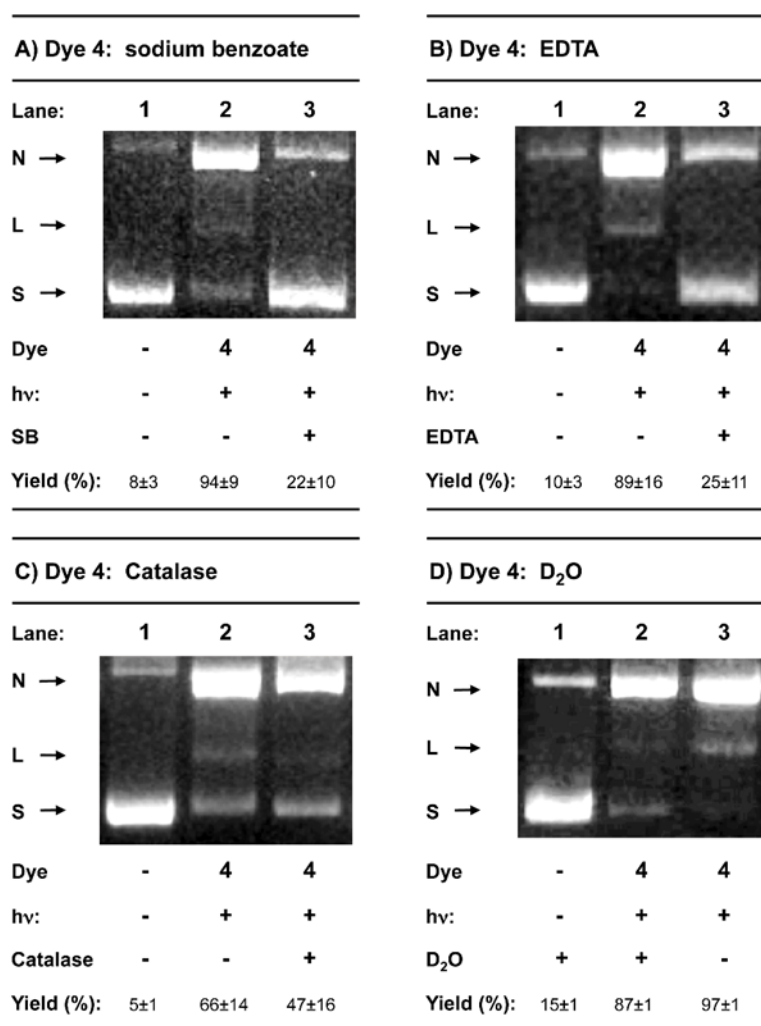 A) Dye 4: sodium benzoate
Lane: 1 2 3
N →
L →
S →
Dye - 4 4
hν: - + +
SB - - +
Yield (%): 8±3 94±9 22±10
B) Dye 4: EDTA
Lane: 1 2 3
N →
L →
S →
Dye - 4 4
hν: - + +
EDTA - - +
Yield (%): 10±3 89±16 25±11
C) Dye 4: Catalase
Lane: 1 2 3
N →
L →
S →
Dye - 4 4
hν: - + +
Catalase - - +
Yield (%): 5±1 66±14 47±16
D) Dye 4: D₂O
Lane: 1 2 3
N →
L →
S →
Dye - 4 4
hν: - + +
D₂O + + -
Yield (%): 15±1 87±1 97±1